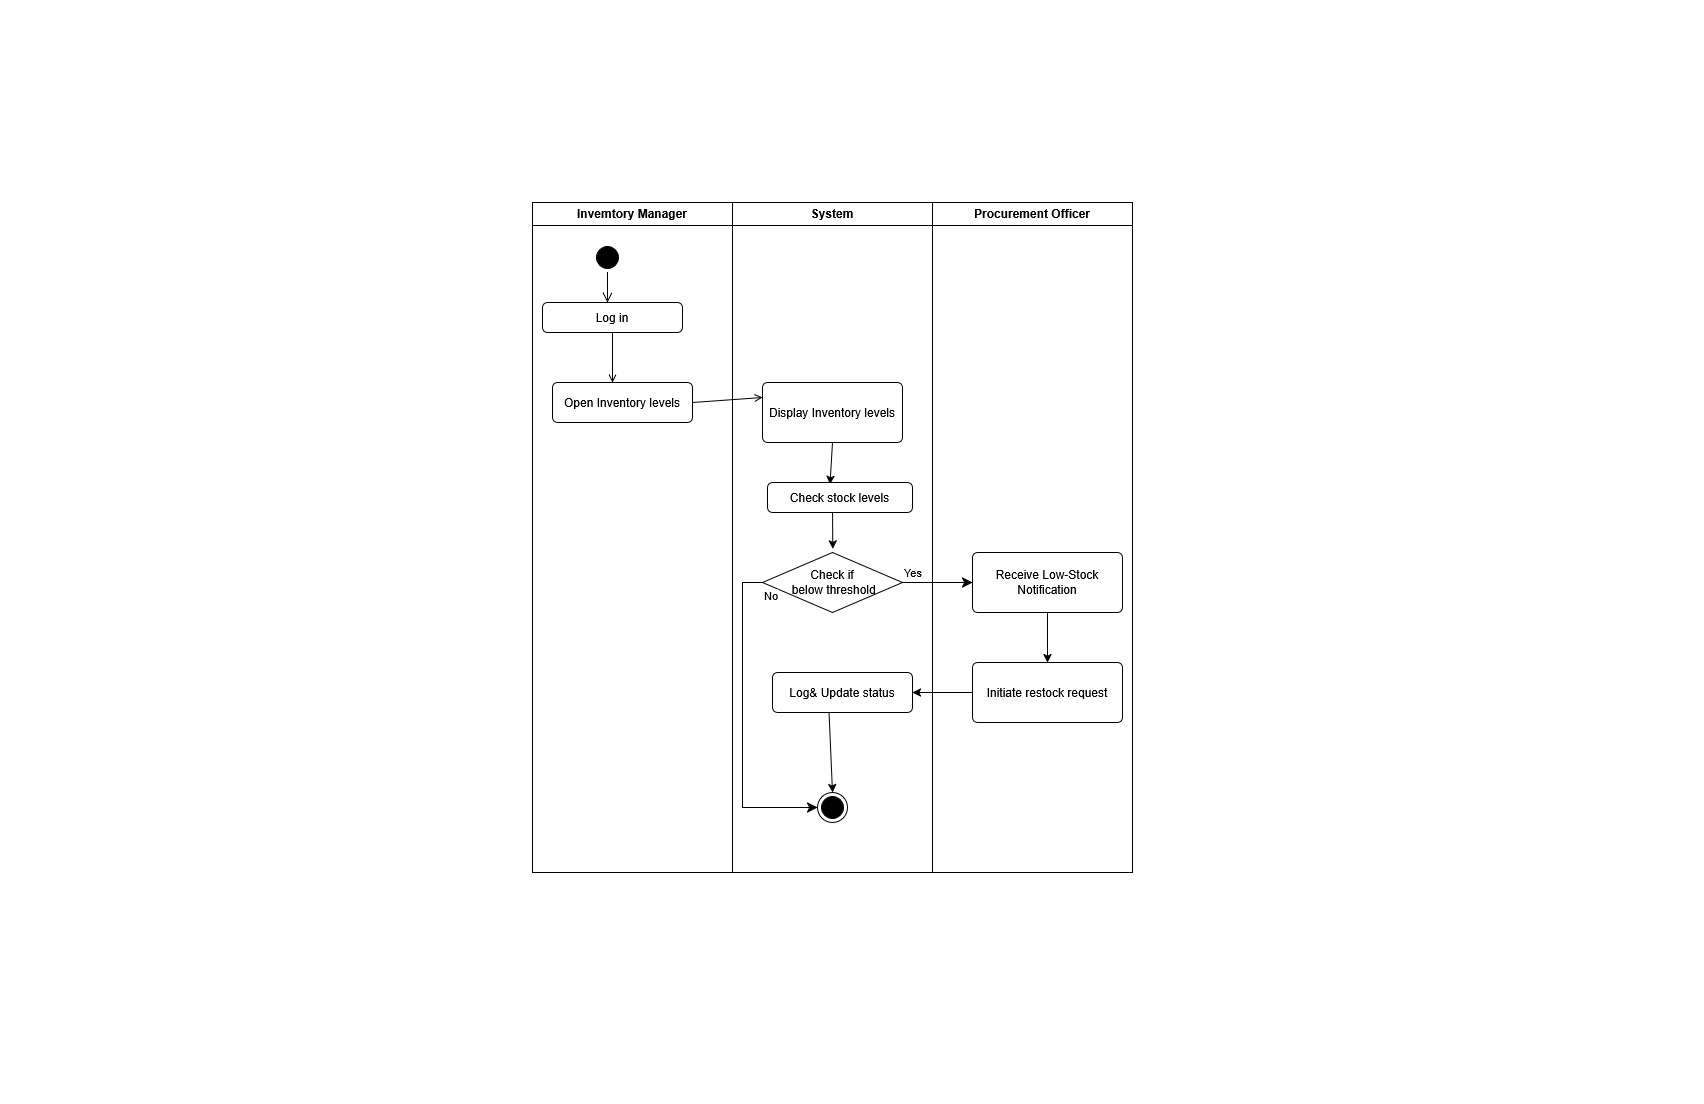 Invemtory Manager
System
Procurement Officer
Log in
Open Inventory levels
Display Inventory levels
Check stock levels
Check if
below threshold
Yes
No
Receive Low-Stock
Notification
Initiate restock request
Log& Update status